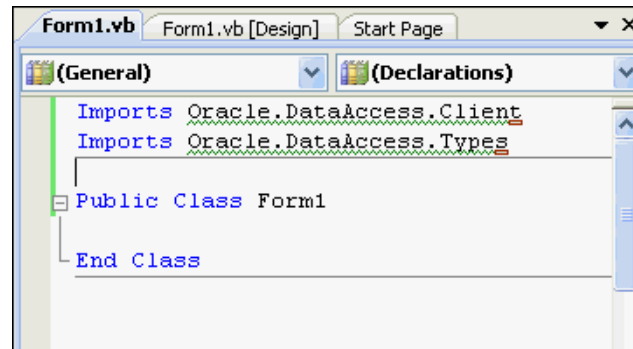 Form1.vb Form1.vb [Design] Start Page
(General) (Declarations)
Imports Oracle.DataAccess.Client
Imports Oracle.DataAccess.Types
Public Class Form1
End Class